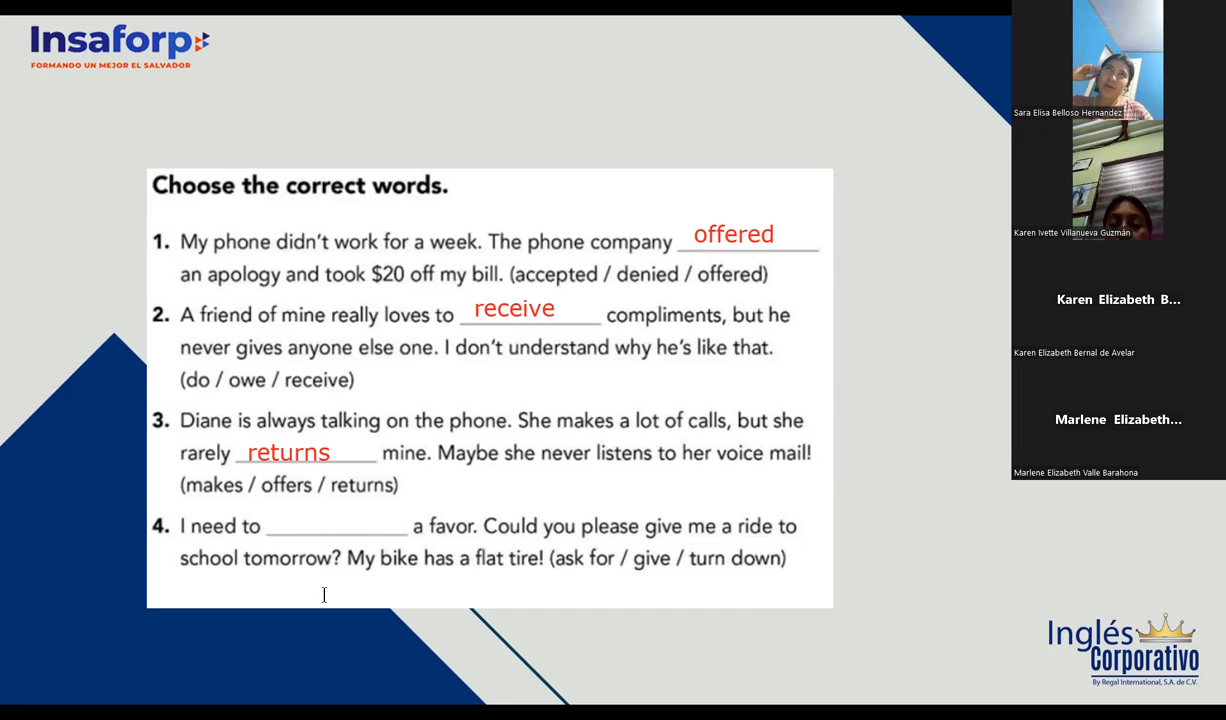 Insaforp
FORMANDO UN MEJOR EL SALVADOR
Choose the correct words.
1. My phone didn't work for a week. The phone company offered
an apology and took $20 off my bill. (accepted / denied / offered)
2. A friend of mine really loves to receive compliments, but he
never gives anyone else one. I don't understand why he's like that.
(do / owe / receive)
3. Diane is always talking on the phone. She makes a lot of calls, but she
rarely returns mine. Maybe she never listens to her voice mail!
(makes / offers / returns)
4. I need to ____________ a favor. Could you please give me a ride to
school tomorrow? My bike has a flat tire! (ask for / give / turn down)
Sara Elisa Belloso Hernandez
Karen Ivette Villanueva Guzmán
Karen Elizabeth B...
Karen Elizabeth Bernal de Avelar
Marlene Elizabeth...
Marlene Elizabeth Valle Barahona
Inglés
Corporativo
By Regal International, S.A. de C.V.